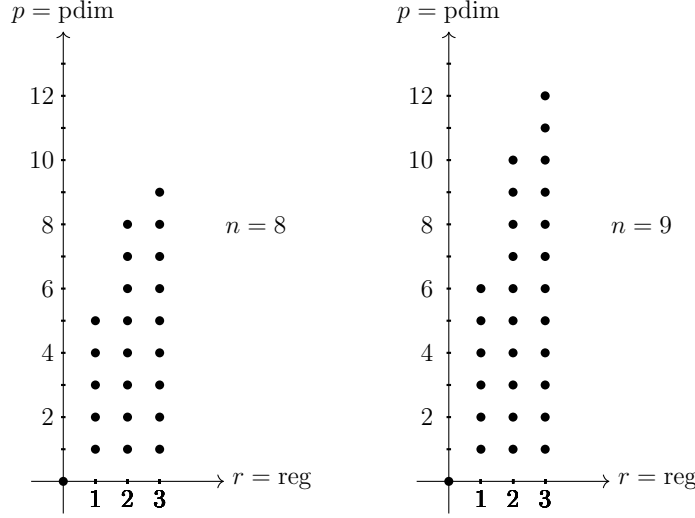 p = pdim
12
10
8
6
4
2
n = 8
r = reg
1 2 3
p = pdim
12
10
8
6
4
2
n = 9
r = reg
1 2 3